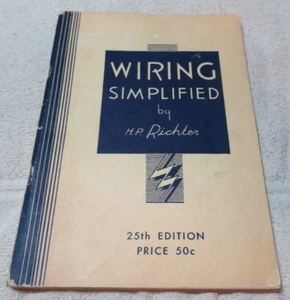 WIRING
SIMPLIFIED
by
H.P. Richter
25th EDITION
PRICE 50c